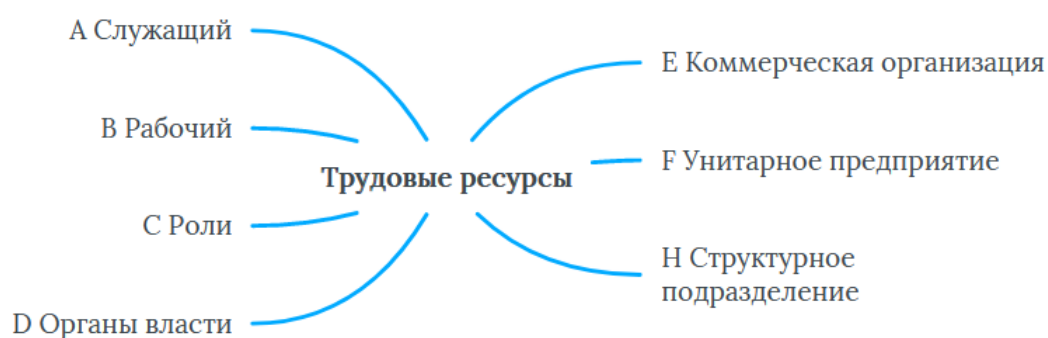 A Служащий
B Рабочий
C Роли
D Органы власти
Трудовые ресурсы
E Коммерческая организация
F Унитарное предприятие
H Структурное
подразделение